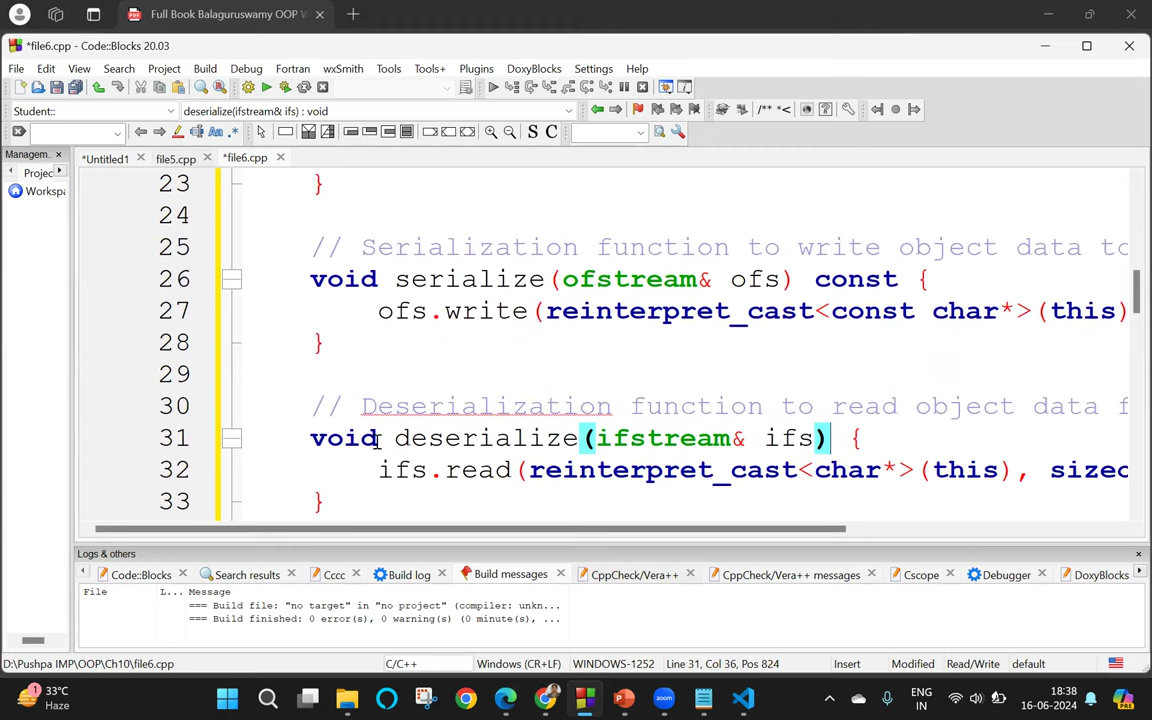 Full Book Balaguruswamy OOP W
*file6.cpp - Code::Blocks 20.03
File Edit View Search Project Build Debug Fortran wxSmith Tools Tools+ Plugins DoxyBlocks Settings Help
Student:: deserialize(ifstream& ifs) : void
S C
Managem... *Untitled1 file5.cpp *file6.cpp
Projec
Workspa
23 }
24
25 // Serialization function to write object data to
26 void serialize(ofstream& ofs) const {
27 ofs.write(reinterpret_cast<const char*>(this)
28 }
29
30 // Deserialization function to read object data f
31 void deserialize(ifstream& ifs) {
32 ifs.read(reinterpret_cast<char*>(this), sizeo
33 }
Logs & others
Code::Blocks Search results Cccc Build log Build messages CppCheck/Vera++ CppCheck/Vera++ messages Cscope Debugger DoxyBlocks
File L... Message
=== Build file: "no target" in "no project" (compiler: unkn...
=== Build finished: 0 error(s), 0 warning(s) (0 minute(s), ...
D:\Pushpa IMP\OOP\Ch10\file6.cpp C/C++ Windows (CR+LF) WINDOWS-1252 Line 31, Col 36, Pos 824 Insert Modified Read/Write default
33°C
Haze
ENG
IN
18:38
16-06-2024